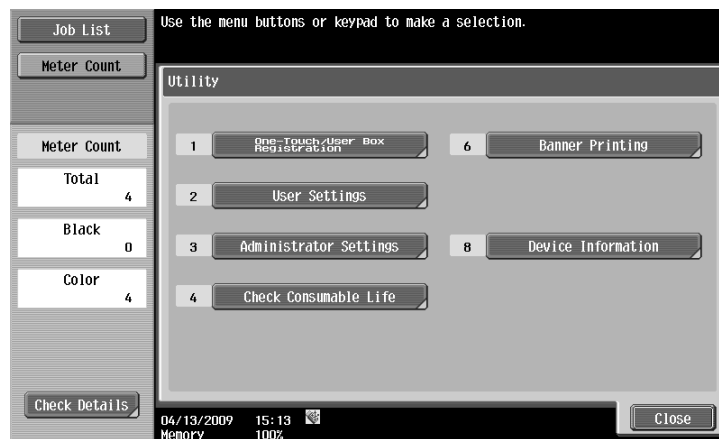 Job List
Use the menu buttons or keypad to make a selection.
Meter Count
Utility
Meter Count
Total
4
Black
0
Color
4
1 One-Touch/User Box
Registration
2 User Settings
3 Administrator Settings
4 Check Consumable Life
6 Banner Printing
8 Device Information
Check Details
04/13/2009 15:13
Memory 100%
Close